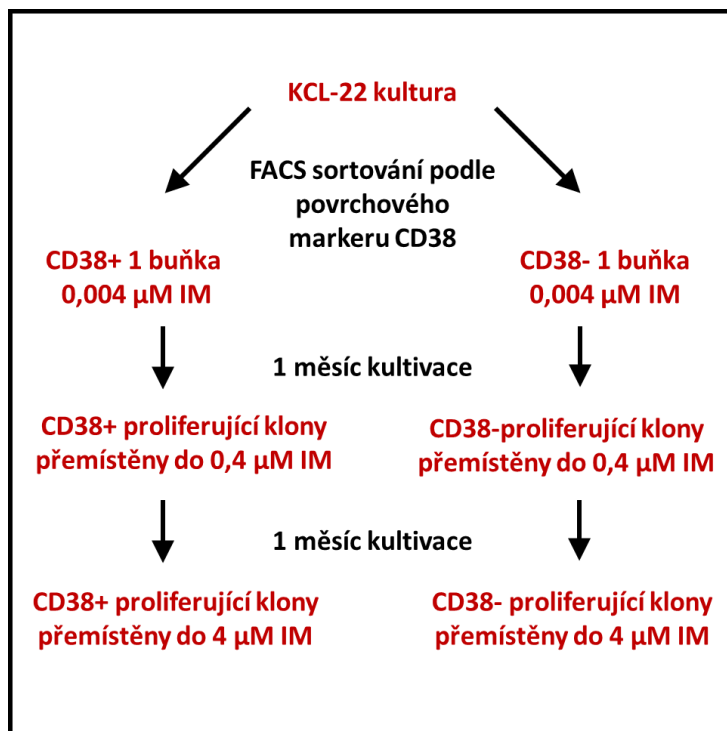 KCL-22 kultura
FACS sortování podle
povrchového
markeru CD38
CD38+ 1 buňka
0,004 µM IM
CD38- 1 buňka
0,004 µM IM
1 měsíc kultivace
CD38+ proliferující klony
přemístěny do 0,4 µM IM
CD38-proliferující klony
přemístěny do 0,4 µM IM
1 měsíc kultivace
CD38+ proliferující klony
přemístěny do 4 µM IM
CD38- proliferující klony
přemístěny do 4 µM IM